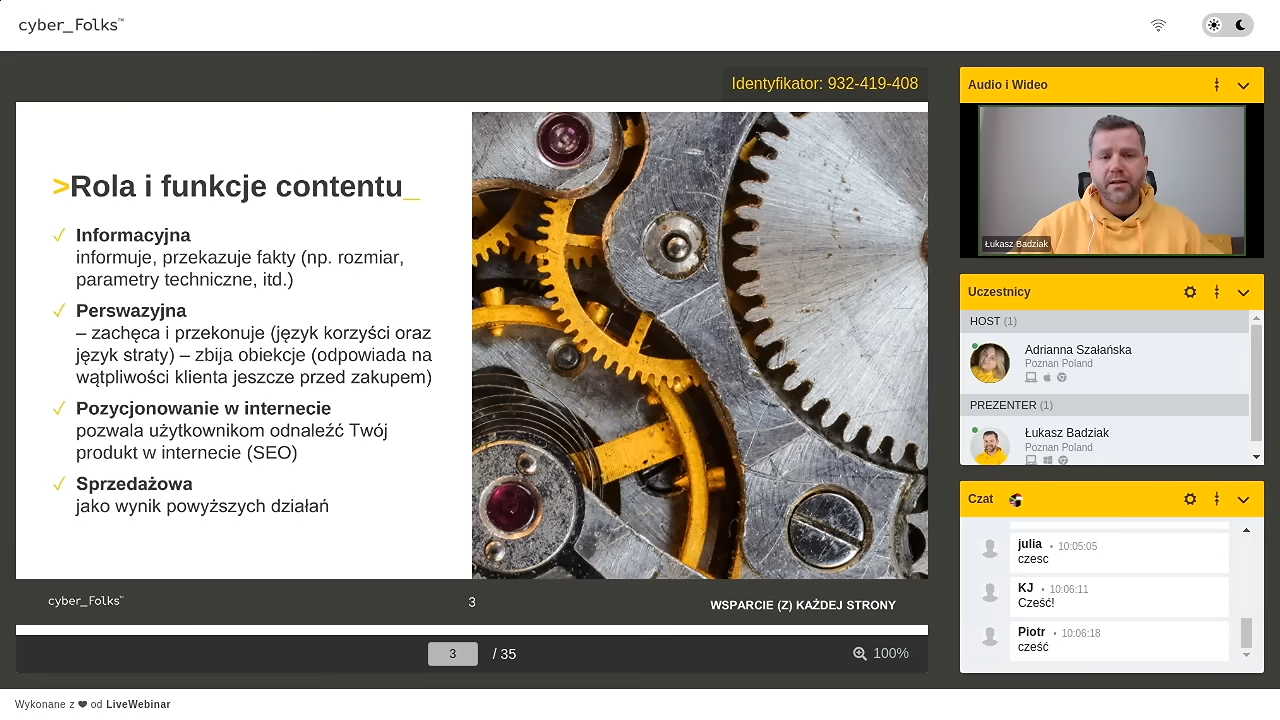 cyber_Folks™
Identyfikator: 932-419-408
>Rola i funkcje contentu_
✓ Informacyjna
informuje, przekazuje fakty (np. rozmiar,
parametry techniczne, itd.)
✓ Perswazyjna
– zachęca i przekonuje (język korzyści oraz
język straty) – zbija obiekcje (odpowiada na
wątpliwości klienta jeszcze przed zakupem)
✓ Pozycjonowanie w internecie
pozwala użytkownikom odnaleźć Twój
produkt w internecie (SEO)
✓ Sprzedażowa
jako wynik powyższych działań
cyber_Folks™
3
WSPARCIE (Z) KAŻDEJ STRONY
3 / 35
100%
Audio i Wideo
Łukasz Badziak
Uczestnicy
HOST (1)
Adrianna Szałańska
Poznan Poland
PREZENTER (1)
Łukasz Badziak
Poznan Poland
Czat
julia • 10:05:05
czesc
KJ • 10:06:11
Cześć!
Piotr • 10:06:18
cześć
Wykonane z ❤ od LiveWebinar